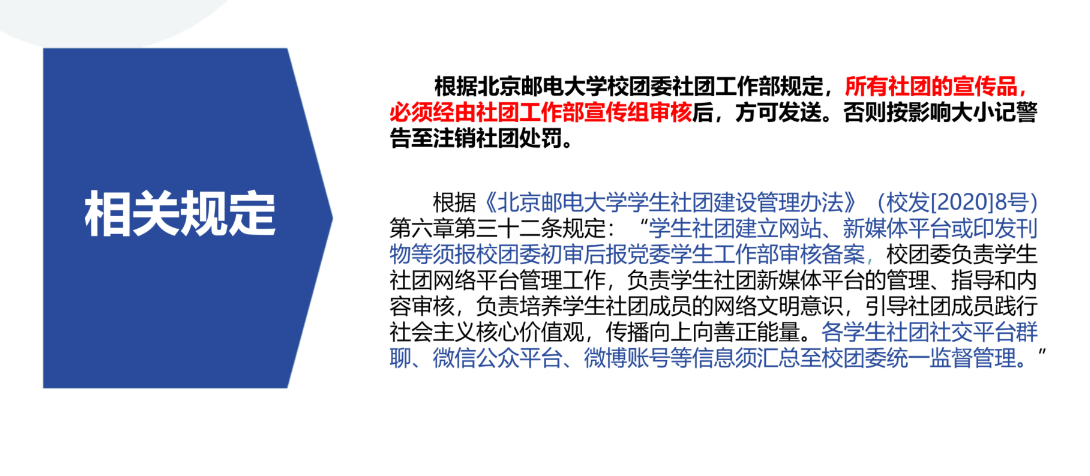 相关规定
根据北京邮电大学校团委社团工作部规定，所有社团的宣传品，
必须经由社团工作部宣传组审核后，方可发送。否则按影响大小记警
告至注销社团处罚。
根据《北京邮电大学学生社团建设管理办法》（校发[2020]8号）
第六章第三十二条规定：“学生社团建立网站、新媒体平台或印发刊
物等须报校团委初审后报党委学生工作部审核备案，校团委负责学生
社团网络平台管理工作，负责学生社团新媒体平台的管理、指导和内
容审核，负责培养学生社团成员的网络文明意识，引导社团成员践行
社会主义核心价值观，传播向上向善正能量。各学生社团社交平台群
聊、微信公众平台、微博账号等信息须汇总至校团委统一监督管理。”